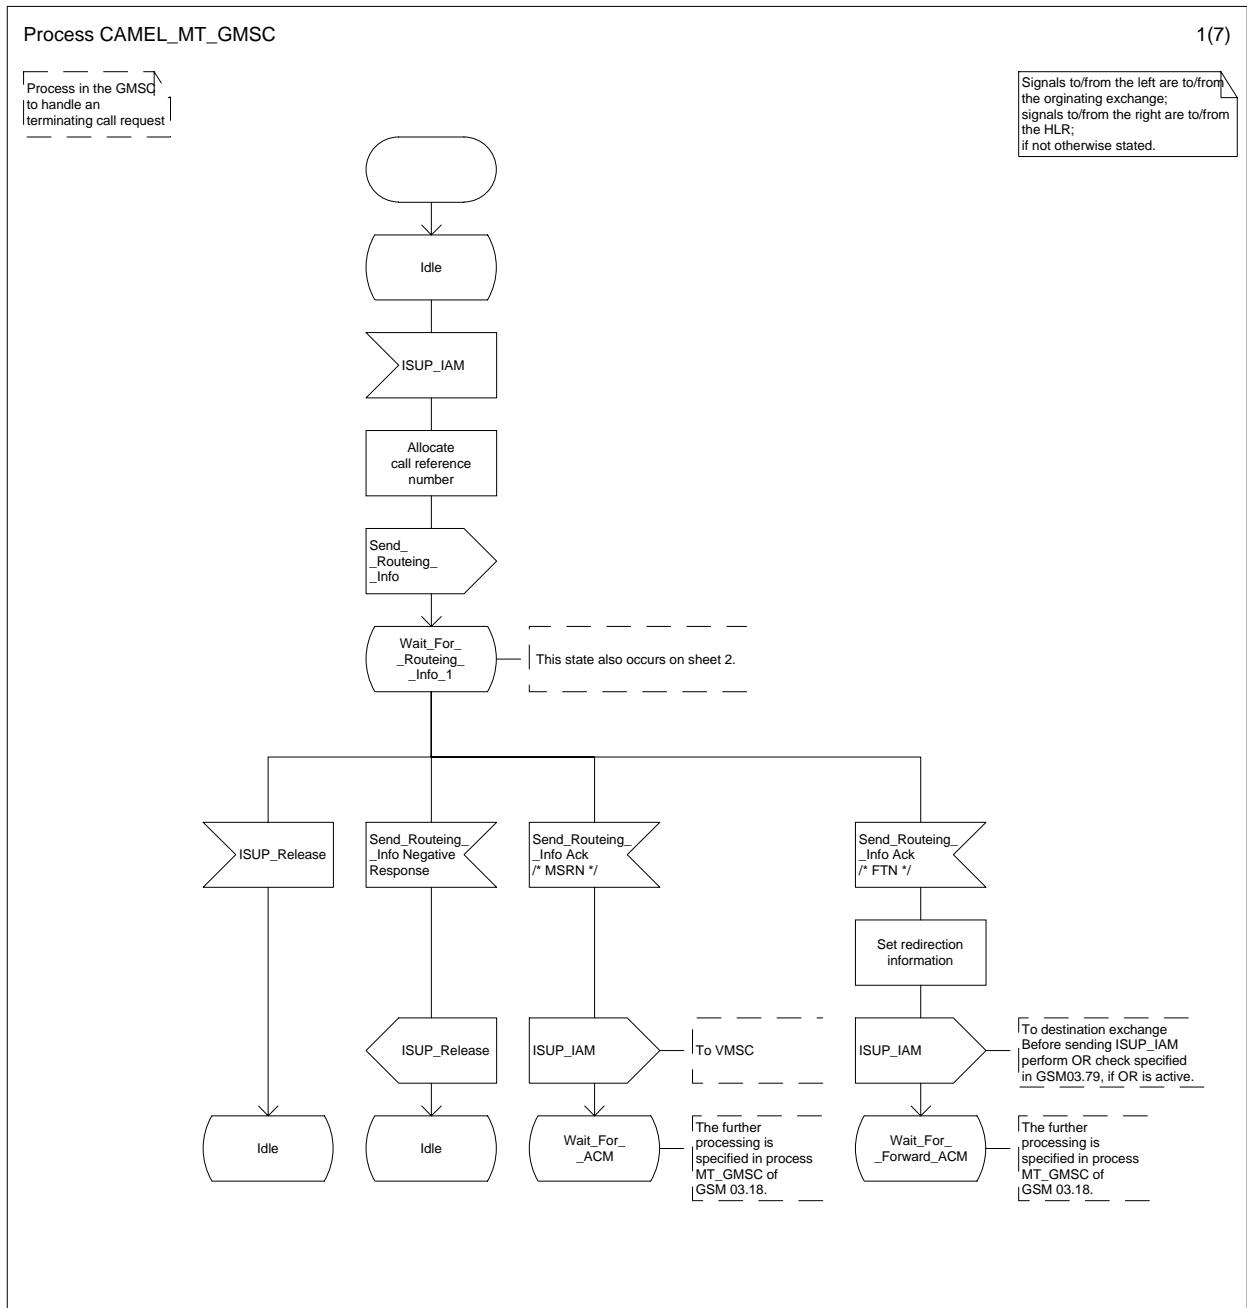 Process CAMEL_MT_GMSC
1(7)
Process in the GMSC
to handle an
terminating call request
Signals to/from the left are to/from
the orginating exchange;
signals to/from the right are to/from
the HLR;
if not otherwise stated.
Idle
ISUP_IAM
Allocate
call reference
number
Send_
_Routeing_
_Info
Wait_For_
_Routeing_
_Info_1
This state also occurs on sheet 2.
ISUP_Release
Send_Routeing_
_Info Negative
Response
Send_Routeing_
_Info Ack
/* MSRN */
Send_Routeing_
_Info Ack
/* FTN */
Set redirection
information
ISUP_Release
ISUP_IAM
To VMSC
ISUP_IAM
To destination exchange
Before sending ISUP_IAM
perform OR check specified
in GSM03.79, if OR is active.
Idle
Idle
Wait_For_
_ACM
The further
processing is
specified in process
MT_GMSC of
GSM 03.18.
Wait_For_
_Forward_ACM
The further
processing is
specified in process
MT_GMSC of
GSM 03.18.